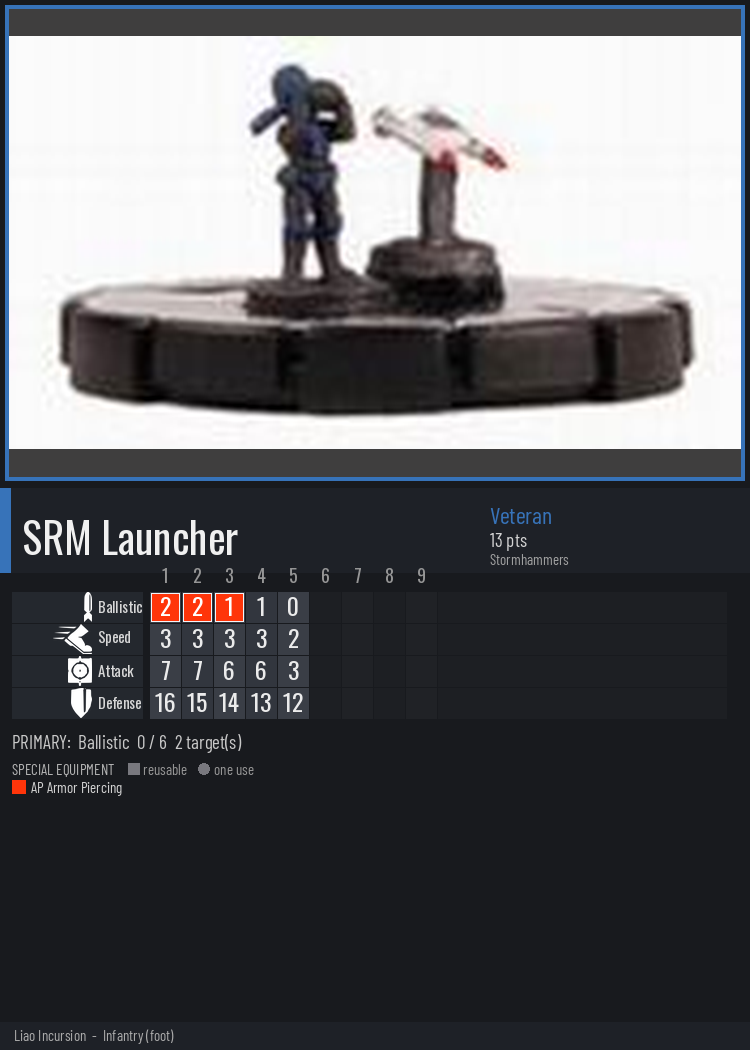 SRM Launcher
Veteran
13 pts
Stormhammers
1 2 3 4 5 6 7 8 9
Ballistic 2 2 1 1 0
Speed 3 3 3 3 2
Attack 7 7 6 6 3
Defense 16 15 14 13 12
PRIMARY: Ballistic 0 / 6 2 target(s)
SPECIAL EQUIPMENT reusable one use
AP Armor Piercing
Liao Incursion - Infantry (foot)